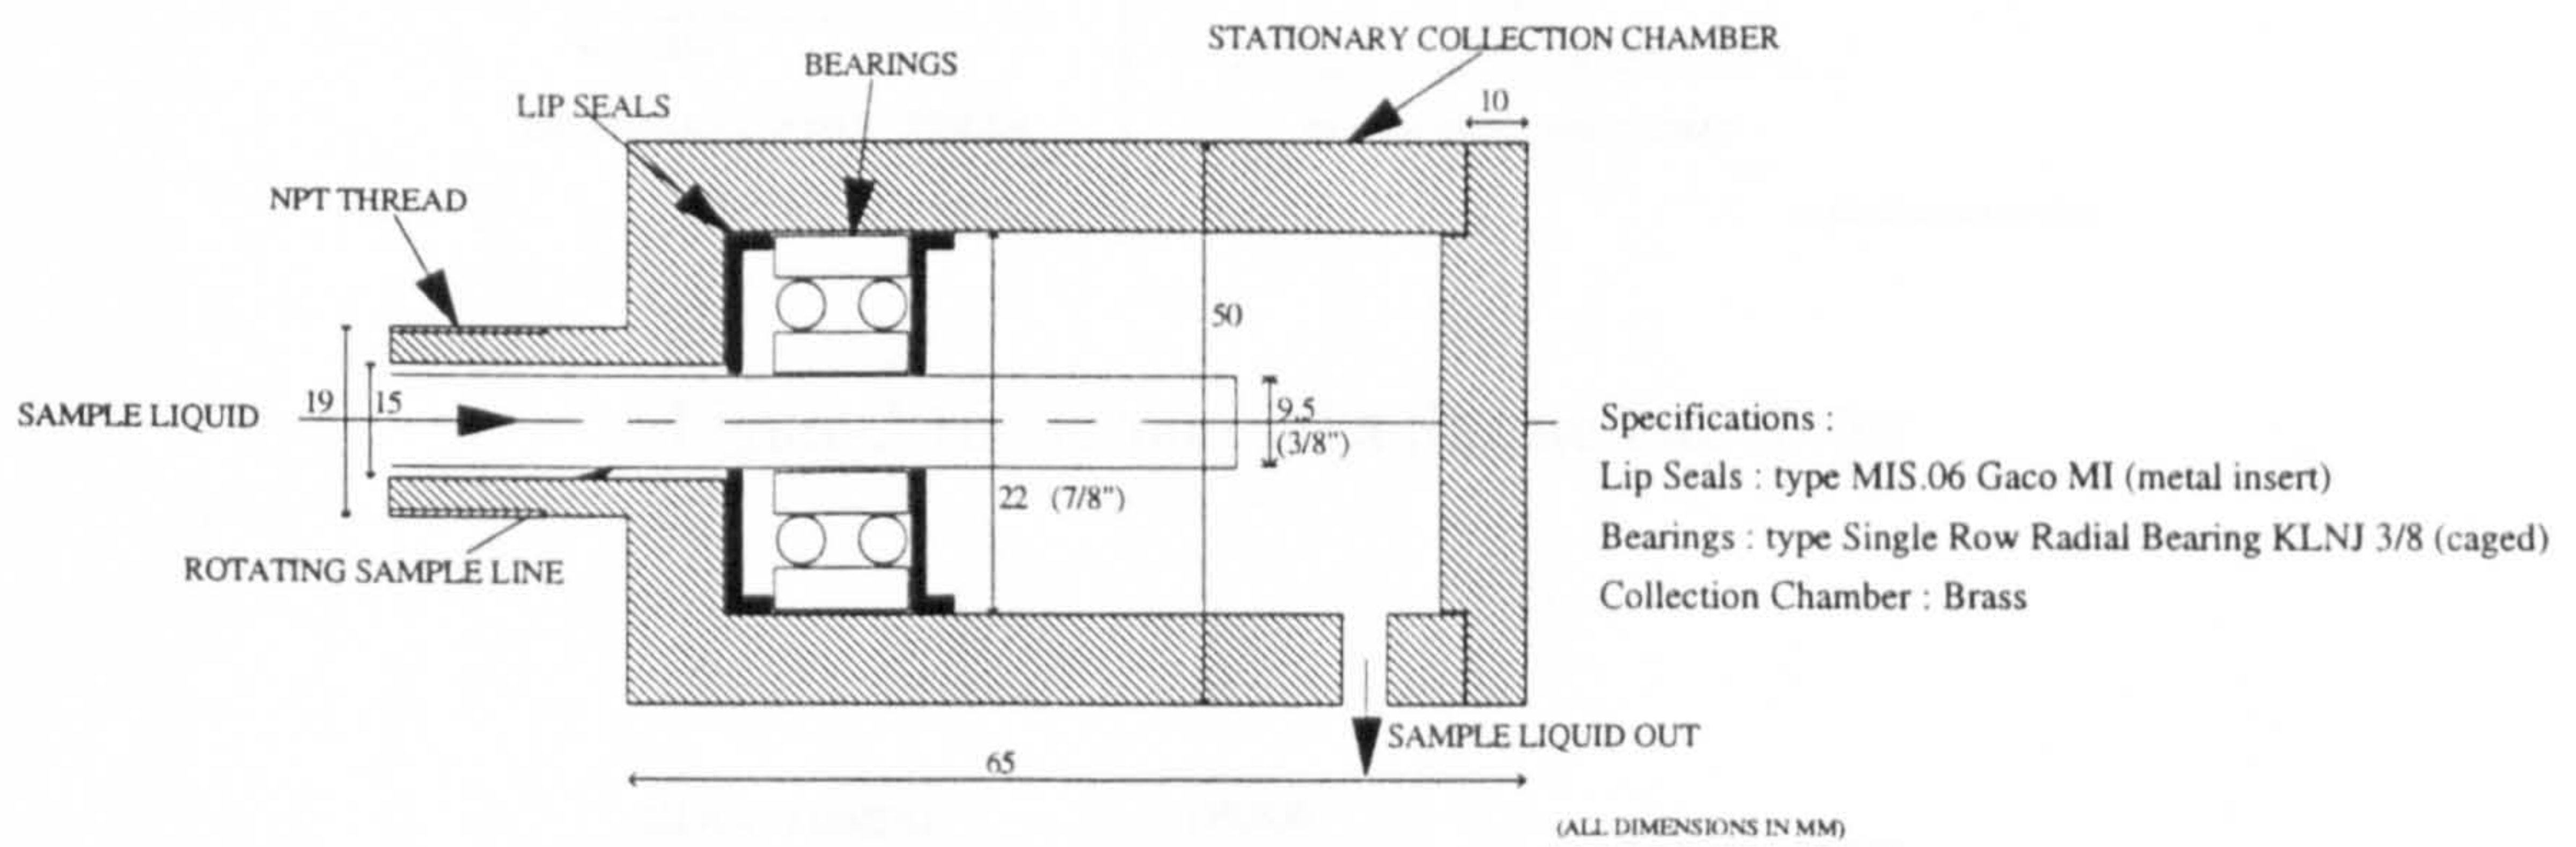 STATIONARY COLLECTION CHAMBER
BEARINGS
LIP SEALS
10
NPT THREAD
50
19
15
9.5
(3/8")
SAMPLE LIQUID
22 (7/8")
ROTATING SAMPLE LINE
Specifications :
Lip Seals : type MIS.06 Gaco MI (metal insert)
Bearings : type Single Row Radial Bearing KLNJ 3/8 (caged)
Collection Chamber : Brass
SAMPLE LIQUID OUT
65
(ALL DIMENSIONS IN MM)